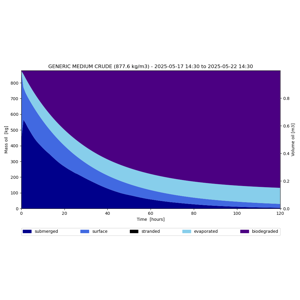 GENERIC MEDIUM CRUDE (877.6 kg/m3) - 2025-05-17 14:30 to 2025-05-22 14:30
800
700
600
500
400
300
200
100
0
Mass oil [kg]
0.8
0.6
0.4
0.2
0.0
Volume oil [m3]
0 20 40 60 80 100 120
Time [hours]
submerged surface stranded evaporated biodegraded